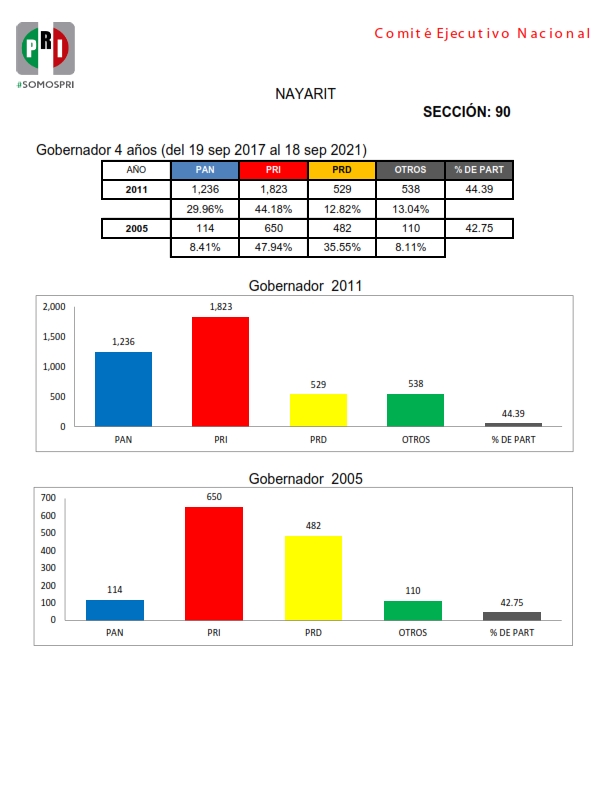 PRI
#SOMOSPRI
Comité Ejecutivo Nacional
NAYARIT
SECCIÓN: 90
Gobernador 4 años (del 19 sep 2017 al 18 sep 2021)
AÑO PAN PRI PRD OTROS % DE PART
2011 1,236 1,823 529 538 44.39
29.96% 44.18% 12.82% 13.04%
2005 114 650 482 110 42.75
8.41% 47.94% 35.55% 8.11%
Gobernador 2011
2,000
1,500
1,000
500
0
1,236
1,823
529
538
44.39
PAN PRI PRD OTROS % DE PART
Gobernador 2005
700
600
500
400
300
200
100
0
114
650
482
110
42.75
PAN PRI PRD OTROS % DE PART